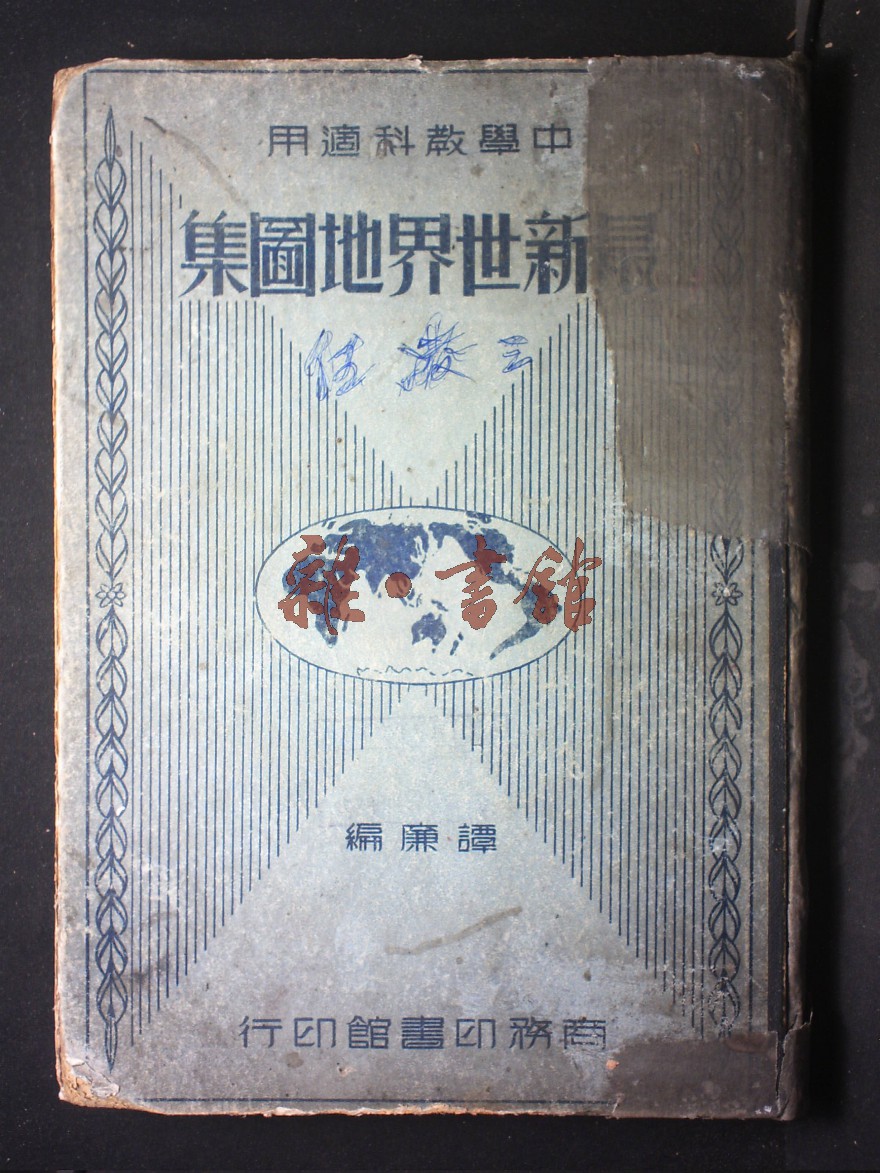 中學教科適用
最新世界地圖集
雜·書館
譚廉編
商務印書館印行